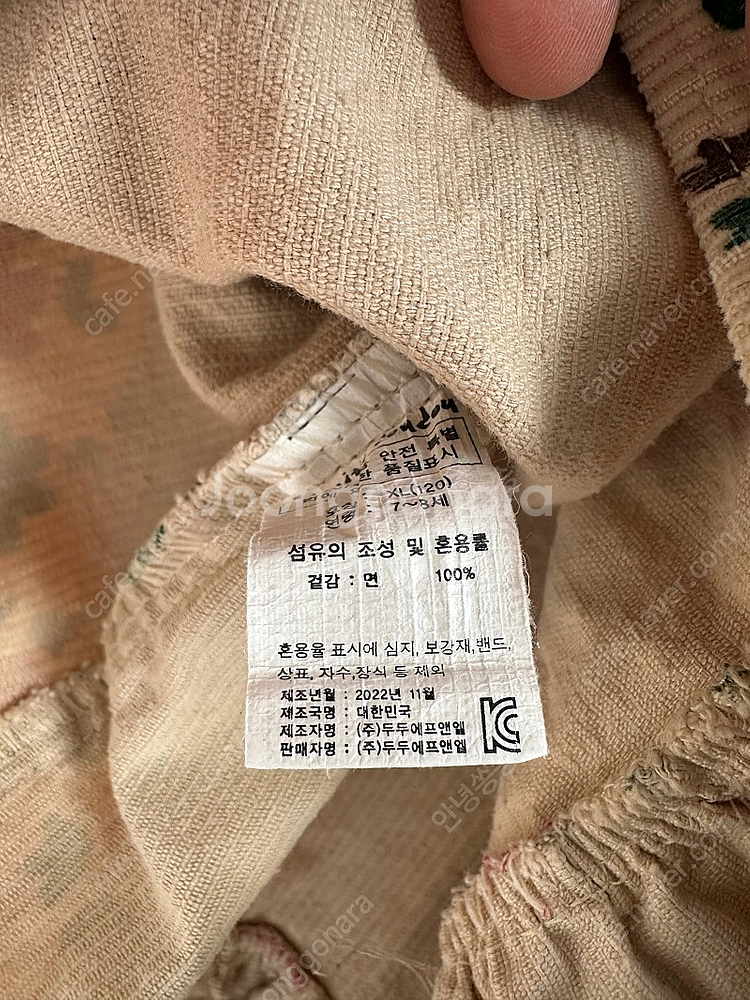 안전
품질표시
XL(120)
7~8세
섬유의 조성 및 혼용률
겉감 : 면 100%
혼용율 표시에 심지, 보강재,밴드,
상표, 자수,장식 등 제외
제조년월 : 2022년 11월
제조국명 : 대한민국
제조자명 : (주)두두에프앤엘
판매자명 : (주)두두에프앤엘
Joonggonara
cafe.naver.com